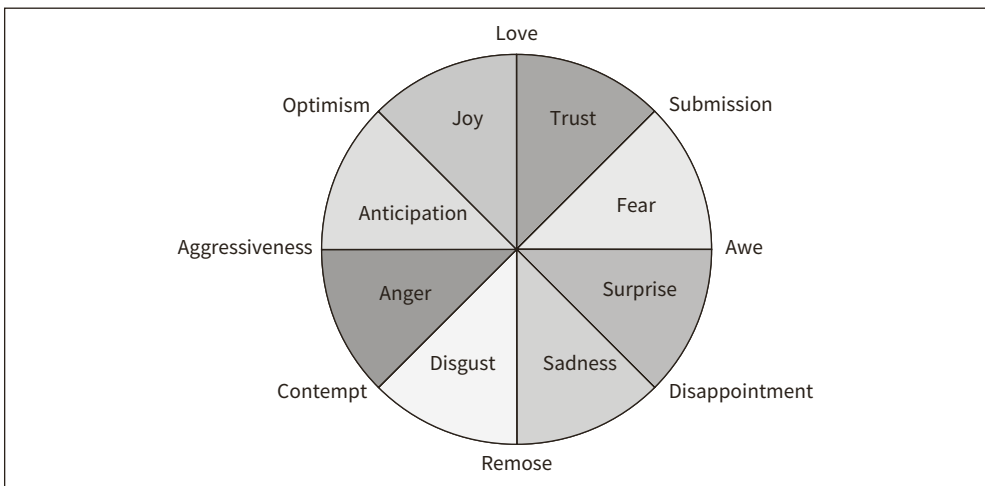 Love
Optimism
Submission
Joy
Trust
Anticipation
Fear
Aggressiveness
Awe
Anger
Surprise
Disgust
Sadness
Contempt
Disappointment
Remose